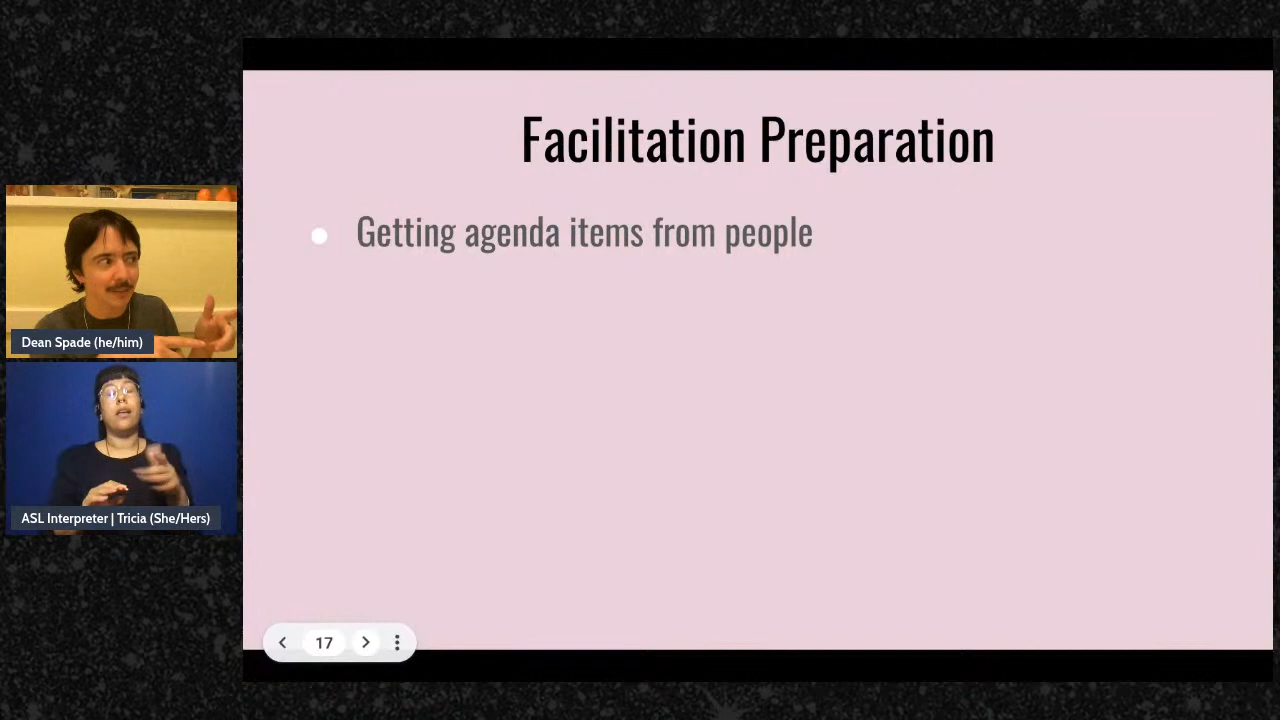 Facilitation Preparation
Getting agenda items from people
Dean Spade (he/him)
ASL Interpreter | Tricia (She/Hers)
17